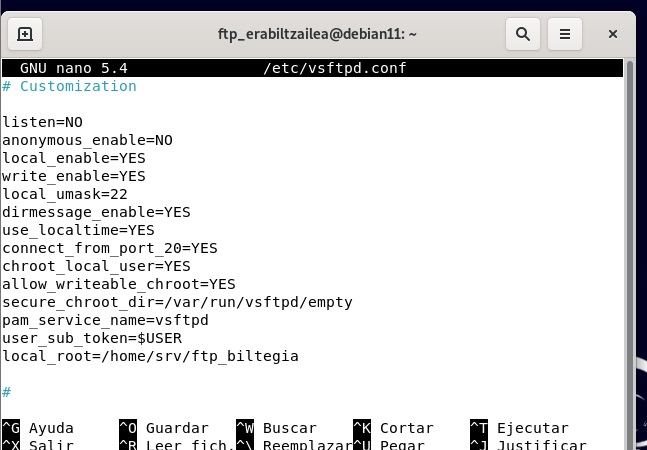 ftp_erabiltzailea@debian11: ~
GNU nano 5.4 /etc/vsftpd.conf
# Customization
listen=NO
anonymous_enable=NO
local_enable=YES
write_enable=YES
local_umask=22
dirmessage_enable=YES
use_localtime=YES
connect_from_port_20=YES
chroot_local_user=YES
allow_writeable_chroot=YES
secure_chroot_dir=/var/run/vsftpd/empty
pam_service_name=vsftpd
user_sub_token=$USER
local_root=/home/srv/ftp_biltegia
#
^G Ayuda ^O Guardar ^W Buscar ^K Cortar ^T Ejecutar
^X Salir ^R Leer fich. ^\ Reemplazar ^U Pegar ^J Justificar